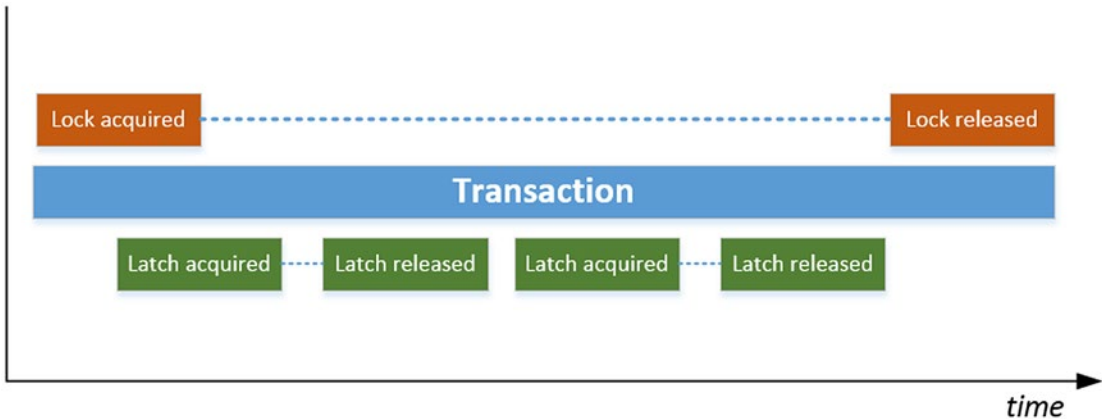 Lock acquired
Lock released
Transaction
Latch acquired
Latch released
Latch acquired
Latch released
time